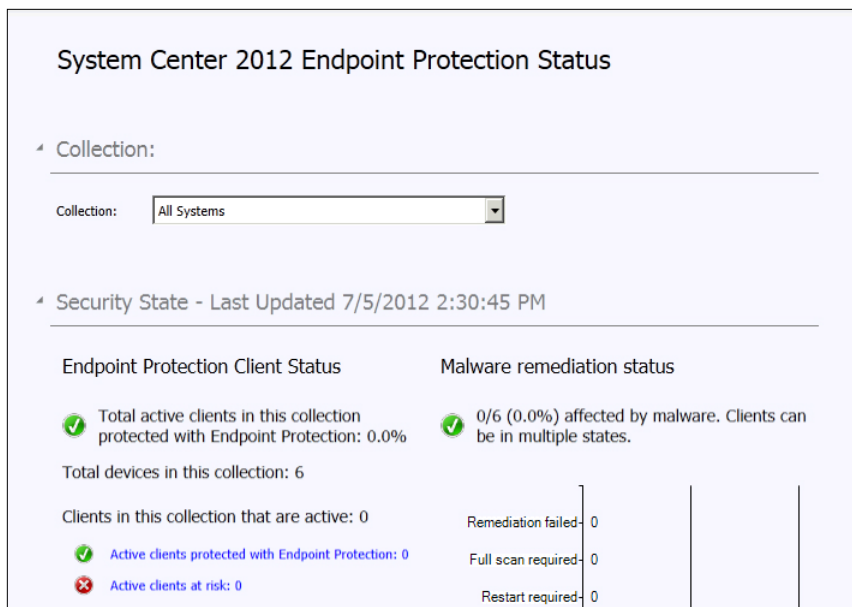 System Center 2012 Endpoint Protection Status
Collection:
Collection: All Systems
Security State - Last Updated 7/5/2012 2:30:45 PM
Endpoint Protection Client Status
Total active clients in this collection
protected with Endpoint Protection: 0.0%
Total devices in this collection: 6
Clients in this collection that are active: 0
Active clients protected with Endpoint Protection: 0
Active clients at risk: 0
Malware remediation status
0/6 (0.0%) affected by malware. Clients can
be in multiple states.
Remediation failed 0
Full scan required 0
Restart required 0